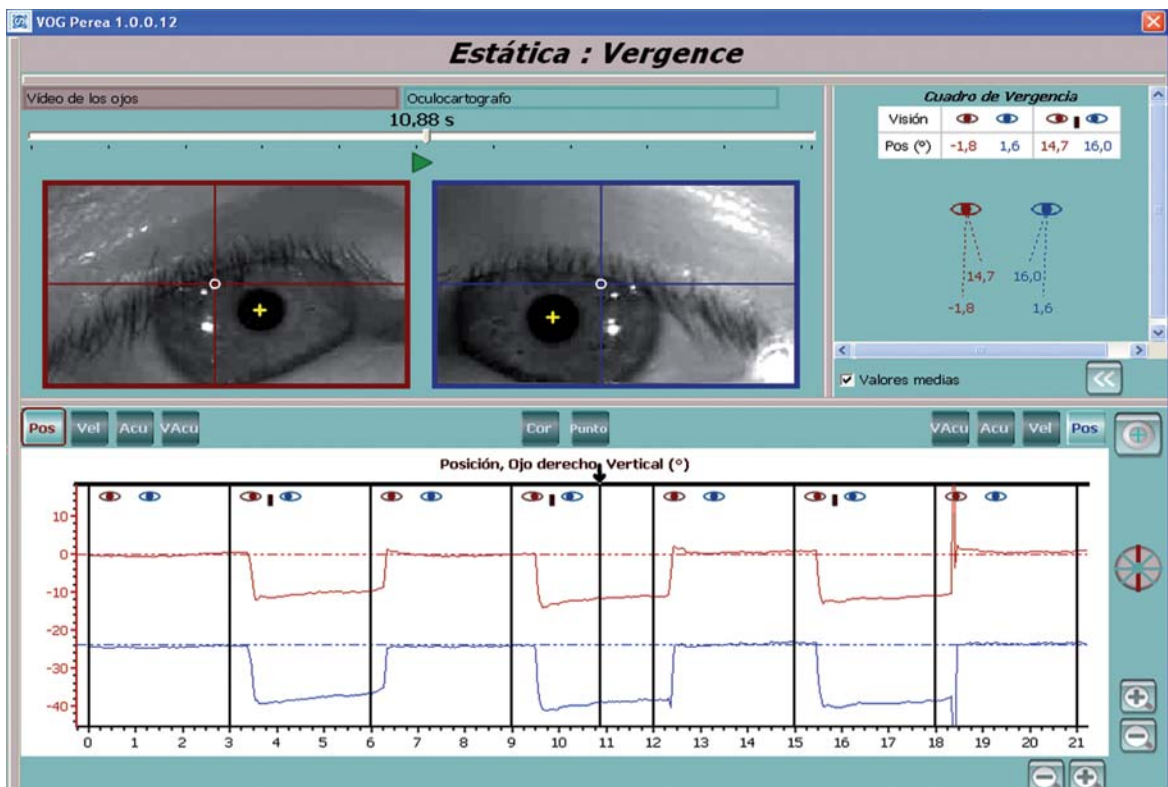 VOG Perea 1.0.0.12
Estática : Vergence
Vídeo de los ojos
Oculocartografo
10,88 s
Cuadro de Vergencia
Visión
Pos (º) -1,8 1,6 14,7 16,0
14,7 16,0
-1,8 1,6
Valores medias
Pos Vel Acu VAcu Cor Punto VAcu Acu Vel Pos
Posición, Ojo derecho, Vertical (°)
10
0
-10
-20
-30
-40
0 1 2 3 4 5 6 7 8 9 10 11 12 13 14 15 16 17 18 19 20 21